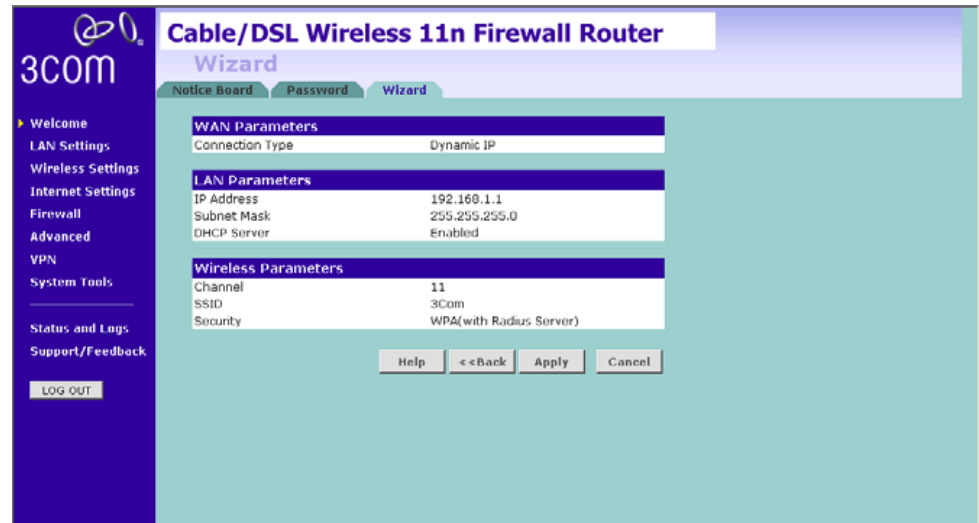 3COM
Cable/DSL Wireless 11n Firewall Router
Wizard
Notice Board Password Wizard
Welcome
LAN Settings
Wireless Settings
Internet Settings
Firewall
Advanced
VPN
System Tools
Status and Logs
Support/Feedback
LOG OUT
WAN Parameters
Connection Type Dynamic IP
LAN Parameters
IP Address 192.168.1.1
Subnet Mask 255.255.255.0
DHCP Server Enabled
Wireless Parameters
Channel 11
SSID 3Com
Security WPA(with Radius Server)
Help <<Back Apply Cancel